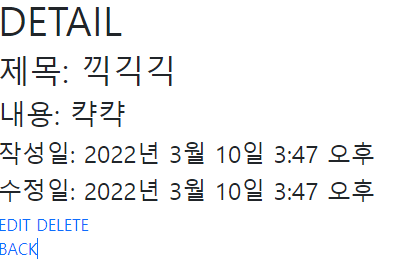 DETAIL
제목: 끽긱긱
내용: 캭캭
작성일: 2022년 3월 10일 3:47 오후
수정일: 2022년 3월 10일 3:47 오후
EDIT DELETE
BACK